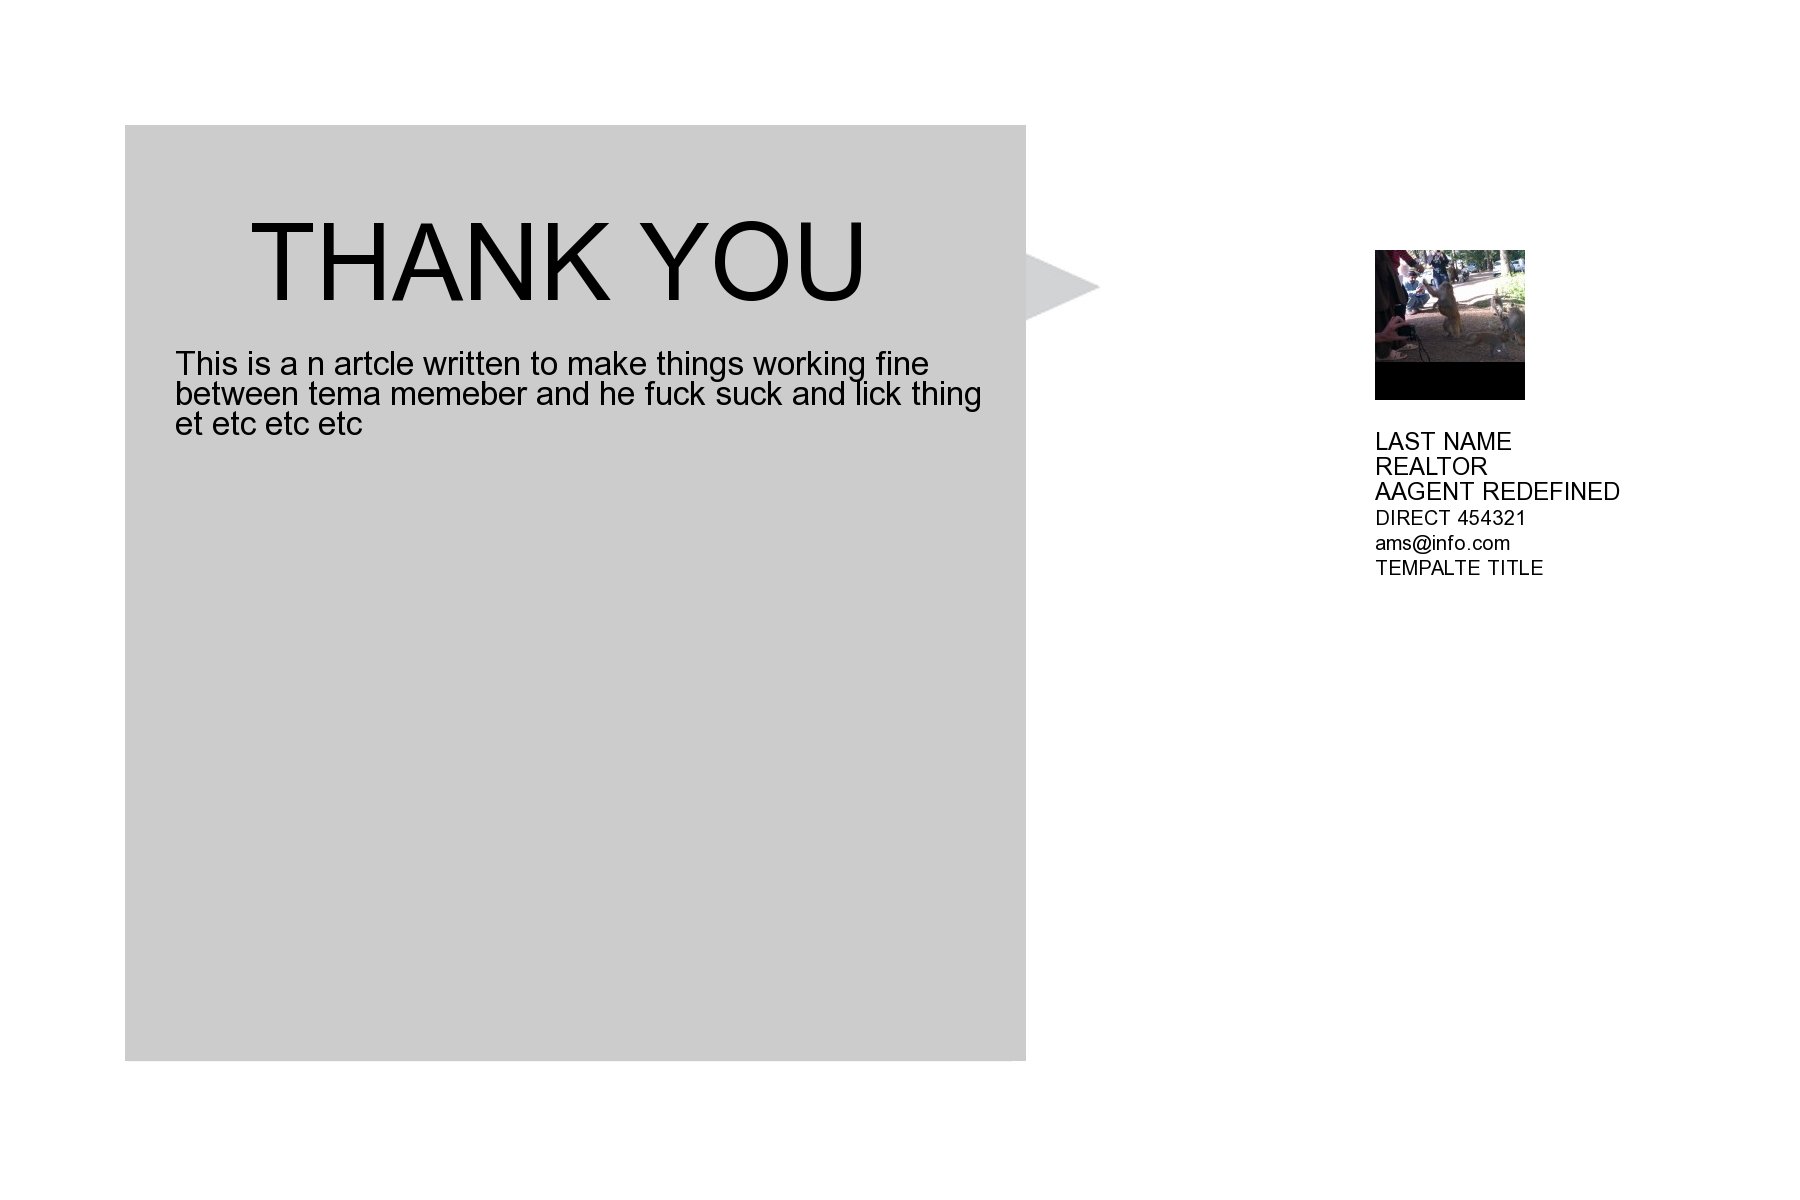 THANK YOU
This is a n artcle written to make things working fine
between tema memeber and he fuck suck and lick thing
et etc etc etc
LAST NAME
REALTOR
AAGENT REDEFINED
DIRECT 454321
ams@info.com
TEMPALTE TITLE